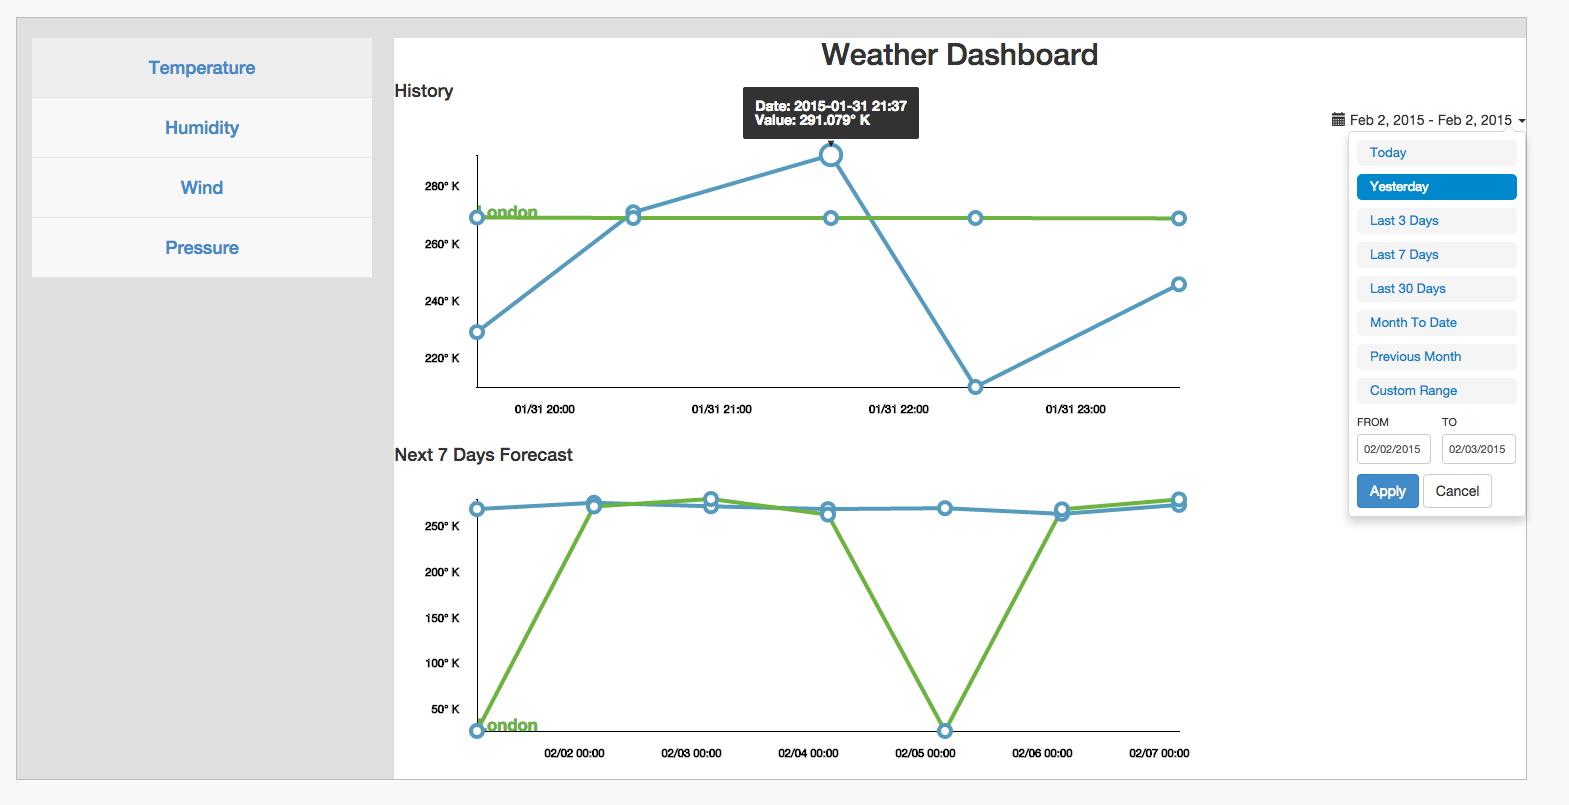 Weather Dashboard
Temperature
Humidity
Wind
Pressure
History
Date: 2015-01-31 21:37
Value: 291.079° K
Feb 2, 2015 - Feb 2, 2015
280° K
260° K
240° K
220° K
London
01/31 20:00 01/31 21:00 01/31 22:00 01/31 23:00
Today
Yesterday
Last 3 Days
Last 7 Days
Last 30 Days
Month To Date
Previous Month
Custom Range
FROM TO
02/02/2015 02/03/2015
Apply Cancel
Next 7 Days Forecast
250° K
200° K
150° K
100° K
50° K
London
02/02 00:00 02/03 00:00 02/04 00:00 02/05 00:00 02/06 00:00 02/07 00:00